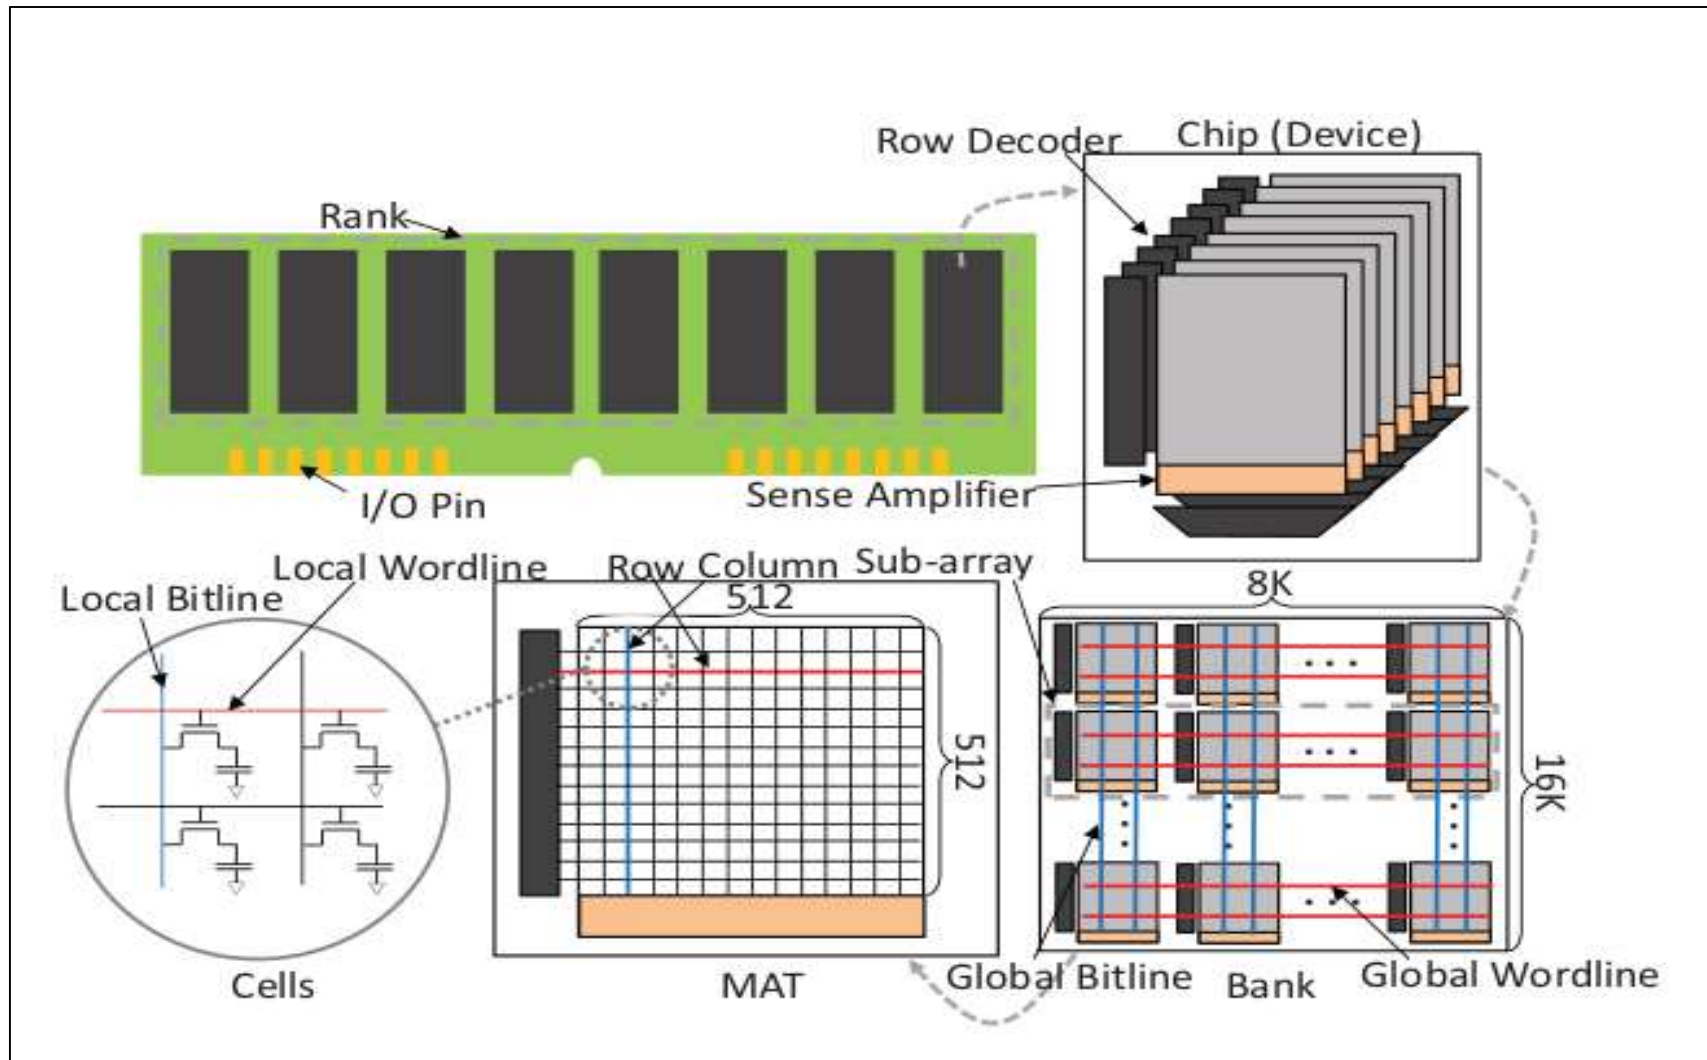 Row Decoder
Chip (Device)
Rank
I/O Pin
Sense Amplifier
Local Bitline
Local Wordline
Cells
Row Column
512
512
MAT
Sub-array
8K
16K
Global Bitline
Bank
Global Wordline